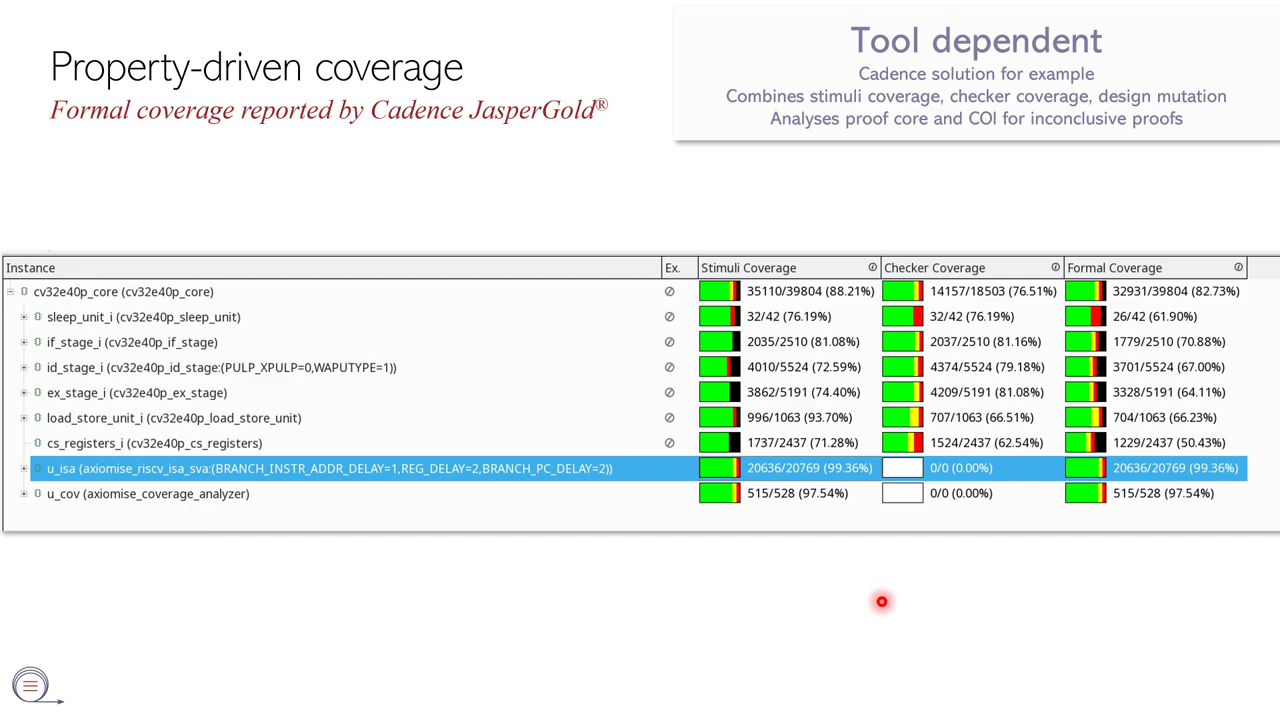 Property-driven coverage
Formal coverage reported by Cadence JasperGold®
Tool dependent
Cadence solution for example
Combines stimuli coverage, checker coverage, design mutation
Analyses proof core and COI for inconclusive proofs
Instance Ex. Stimuli Coverage Checker Coverage Formal Coverage
cv32e40p_core (cv32e40p_core) 35110/39804 (88.21%) 14157/18503 (76.51%) 32931/39804 (82.73%)
sleep_unit_i (cv32e40p_sleep_unit) 32/42 (76.19%) 32/42 (76.19%) 26/42 (61.90%)
if_stage_i (cv32e40p_if_stage) 2035/2510 (81.08%) 2037/2510 (81.16%) 1779/2510 (70.88%)
id_stage_i (cv32e40p_id_stage:(PULP_XPULP=0,WAPUTYPE=1)) 4010/5524 (72.59%) 4374/5524 (79.18%) 3701/5524 (67.00%)
ex_stage_i (cv32e40p_ex_stage) 3862/5191 (74.40%) 4209/5191 (81.08%) 3328/5191 (64.11%)
load_store_unit_i (cv32e40p_load_store_unit) 996/1063 (93.70%) 707/1063 (66.51%) 704/1063 (66.23%)
cs_registers_i (cv32e40p_cs_registers) 1737/2437 (71.28%) 1524/2437 (62.54%) 1229/2437 (50.43%)
u_isa (axiomise_riscv_isa_sva:(BRANCH_INSTR_ADDR_DELAY=1,REG_DELAY=2,BRANCH_PC_DELAY=2)) 20636/20769 (99.36%) 0/0 (0.00%) 20636/20769 (99.36%)
u_cov (axiomise_coverage_analyzer) 515/528 (97.54%) 0/0 (0.00%) 515/528 (97.54%)